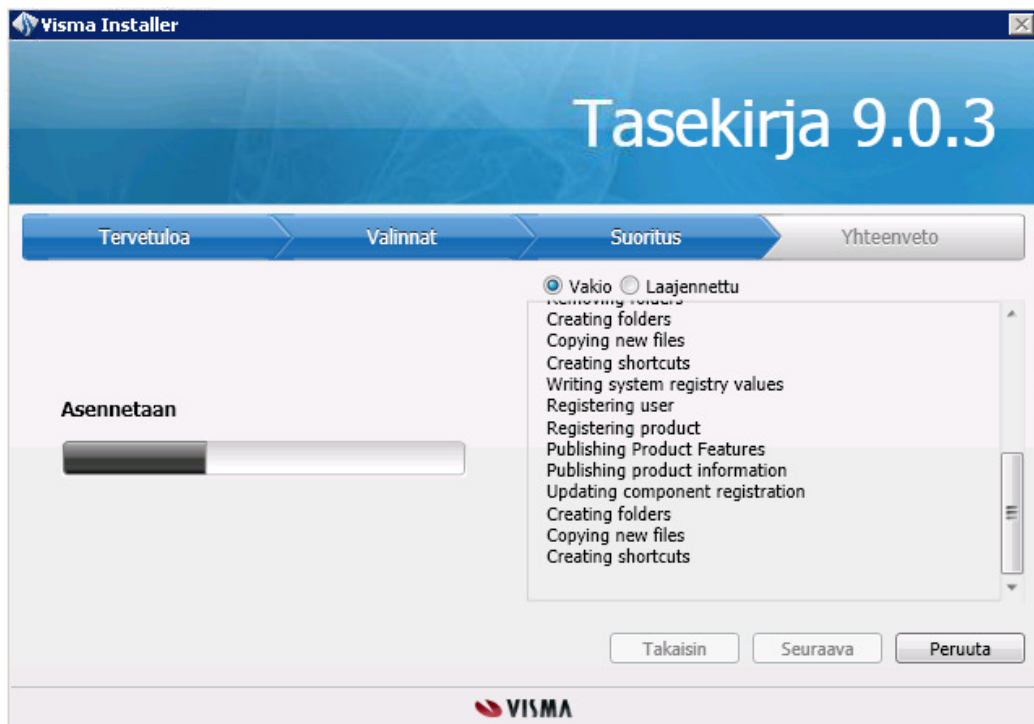 Visma Installer
Tasekirja 9.0.3
Tervetuloa
Valinnat
Suoritus
Yhteenveto
Vakio
Laajennettu
Removing folders
Creating folders
Copying new files
Creating shortcuts
Writing system registry values
Registering user
Registering product
Publishing Product Features
Publishing product information
Updating component registration
Creating folders
Copying new files
Creating shortcuts
Asennetaan
Takaisin
Seuraava
Peruuta
VISMA